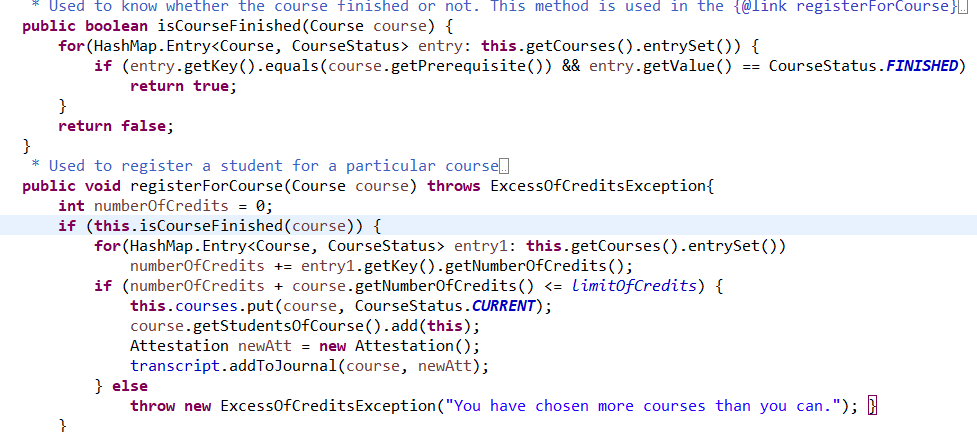 * Used to know whether the course finished or not. This method is used in the {@link registerForCourse}
public boolean isCourseFinished(Course course) {
for(HashMap.Entry<Course, CourseStatus> entry: this.getCourses().entrySet()) {
if (entry.getKey().equals(course.getPrerequisite()) && entry.getValue() == CourseStatus.FINISHED)
return true;
}
return false;
}
* Used to register a student for a particular course
public void registerForCourse(Course course) throws ExcessOfCreditsException{
int numberOfCredits = 0;
if (this.isCourseFinished(course)) {
for(HashMap.Entry<Course, CourseStatus> entry1: this.getCourses().entrySet())
numberOfCredits += entry1.getKey().getNumberOfCredits();
if (numberOfCredits + course.getNumberOfCredits() <= limitOfCredits) {
this.courses.put(course, CourseStatus.CURRENT);
course.getStudentsOfCourse().add(this);
Attestation newAtt = new Attestation();
transcript.addToJournal(course, newAtt);
} else
throw new ExcessOfCreditsException("You have chosen more courses than you can."); }
}